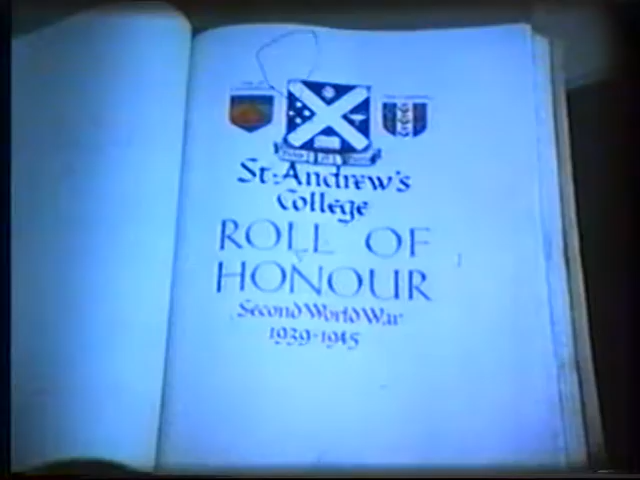 St. Andrew's
College
ROLL OF
HONOUR
Second World War
1939-1945